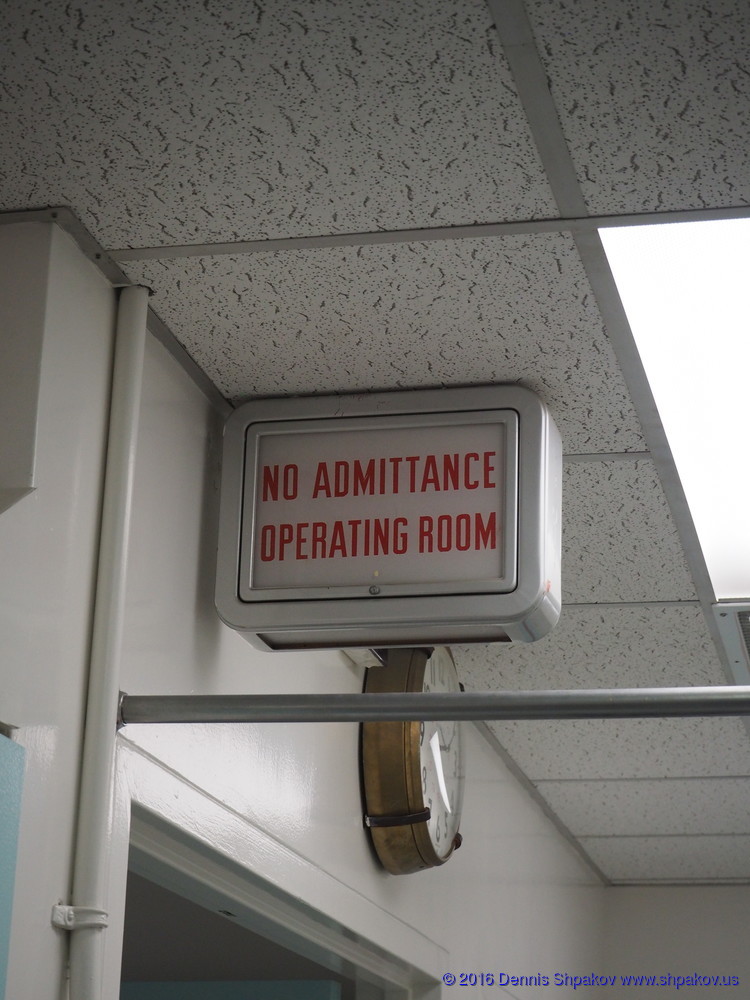 NO ADMITTANCE
OPERATING ROOM
© 2016 Dennis Shpakov www.shpakov.us